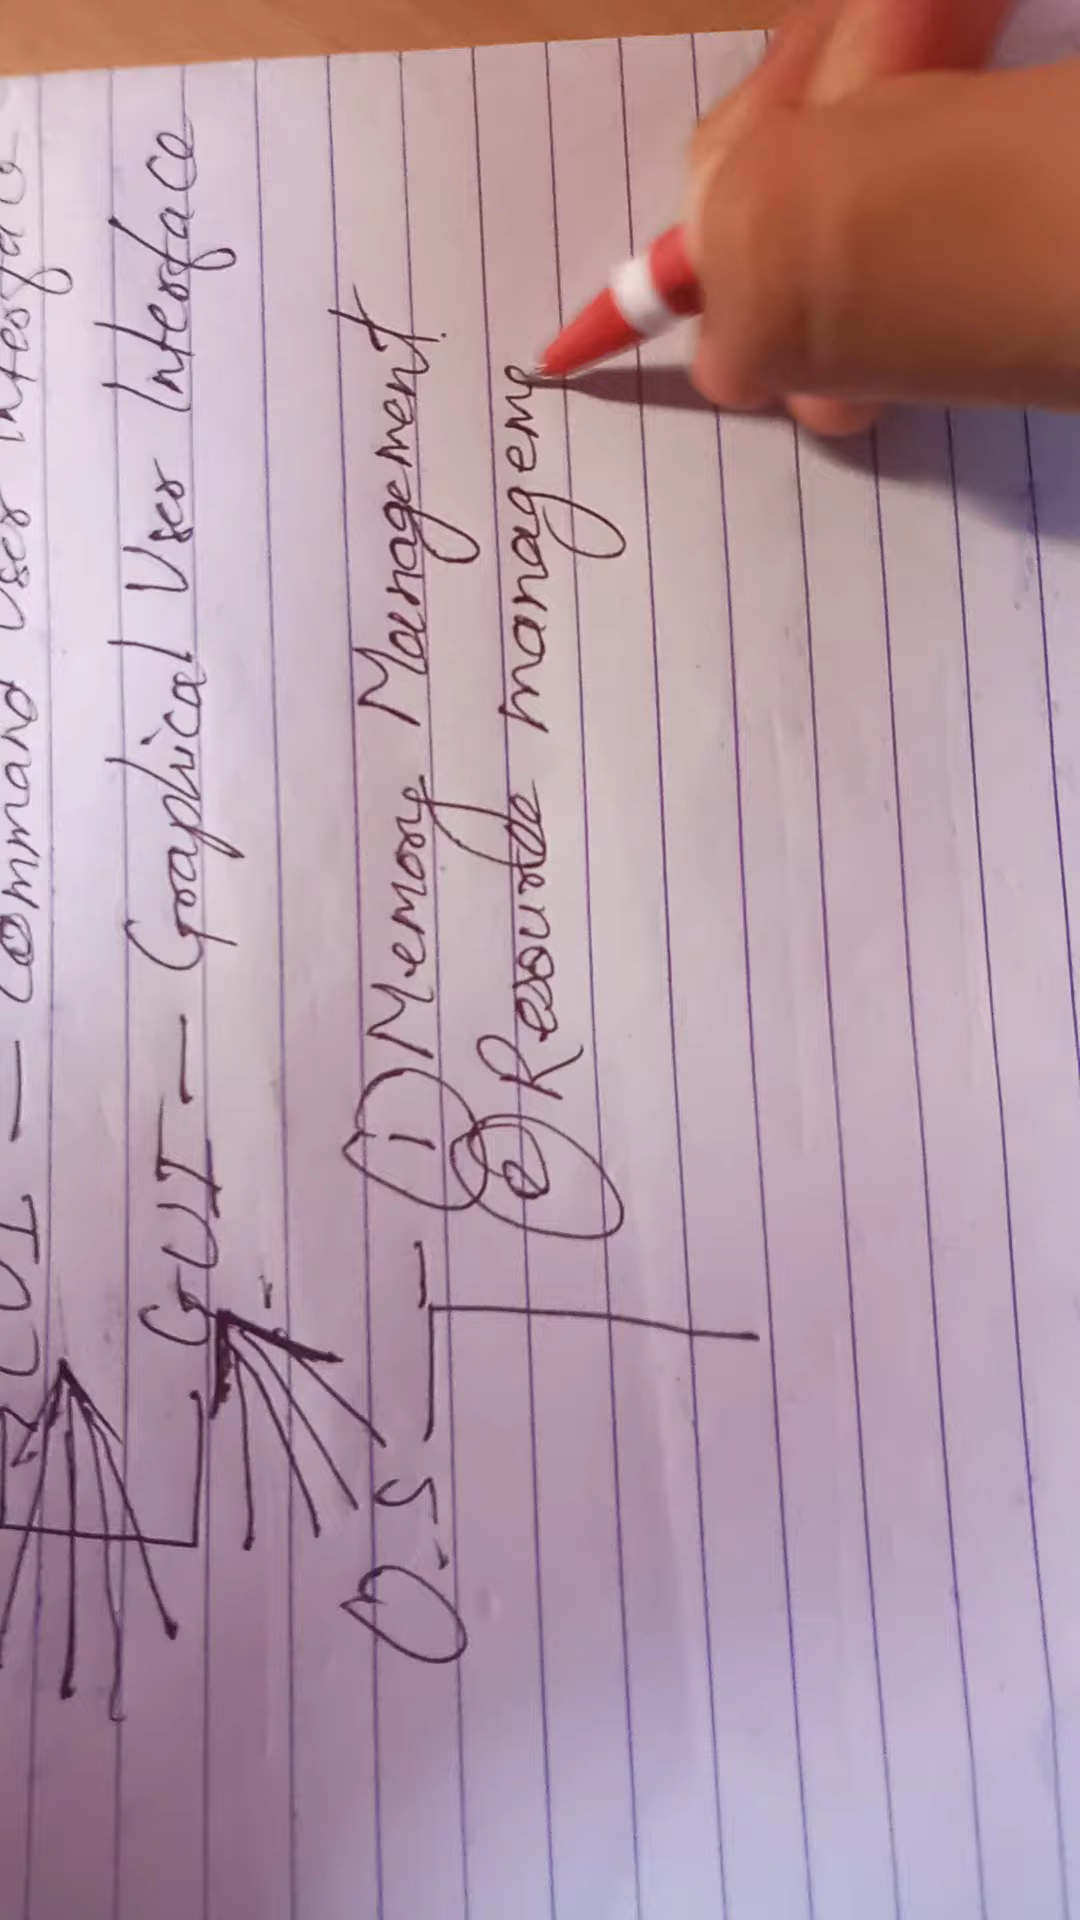 CUI — Command User Interface
GUI — Graphical User Interface
O.S — ① Memory Management
② Resource managem